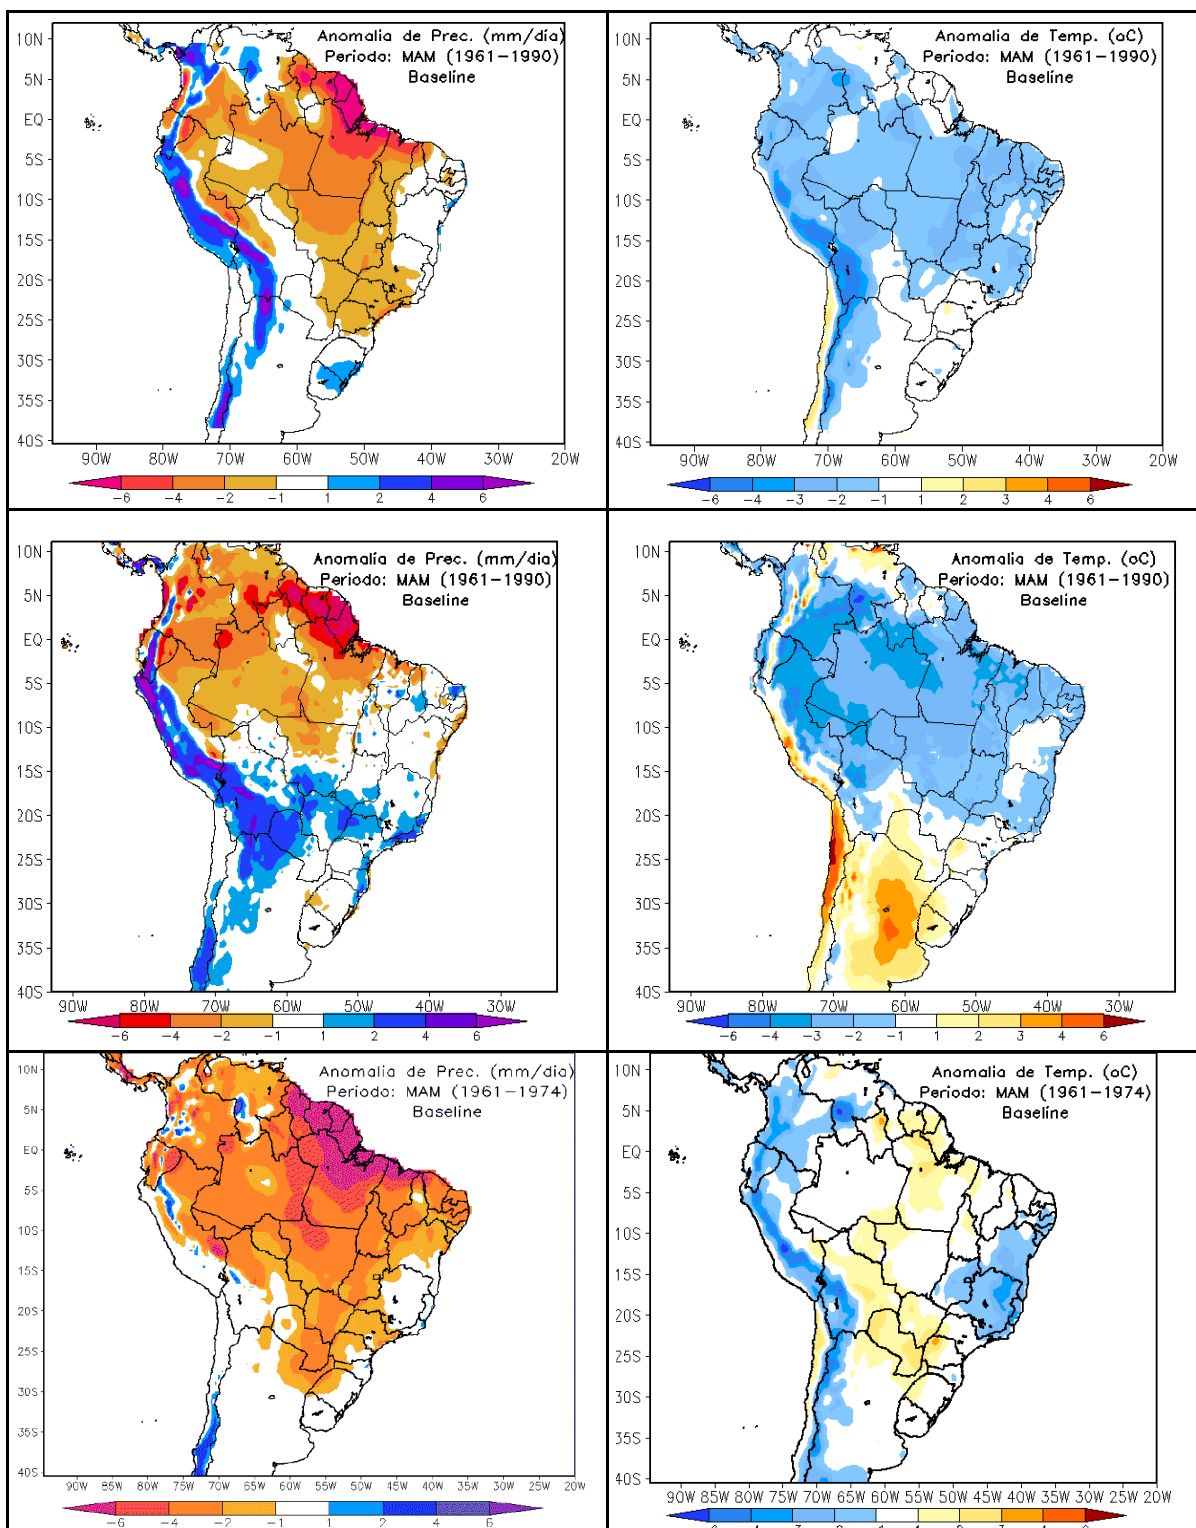 Anomalia de Prec. (mm/dia)
Periodo: MAM (1961−1990)
Baseline
10N
5N
EQ
5S
10S
15S
20S
25S
30S
35S
40S
90W 80W 70W 60W 50W 40W 30W 20W
−6 −4 −2 −1 1 2 4 6
Anomalia de Temp. (oC)
Periodo: MAM (1961−1990)
Baseline
10N
5N
EQ
5S
10S
15S
20S
25S
30S
35S
40S
90W 80W 70W 60W 50W 40W 30W 20W
−6 −4 −3 −2 −1 1 2 3 4 6
Anomalia de Prec. (mm/dia)
Periodo: MAM (1961−1990)
Baseline
10N
5N
EQ
5S
10S
15S
20S
25S
30S
35S
40S
90W 80W 70W 60W 50W 40W 30W
−6 −4 −2 −1 1 2 4 6
Anomalia de Temp. (oC)
Periodo: MAM (1961−1990)
Baseline
10N
5N
EQ
5S
10S
15S
20S
25S
30S
35S
40S
90W 80W 70W 60W 50W 40W 30W
−6 −4 −3 −2 −1 1 2 3 4 6
Anomalia de Prec. (mm/dia)
Periodo: MAM (1961−1974)
Baseline
10N
5N
EQ
5S
10S
15S
20S
25S
30S
35S
40S
90W 85W 80W 75W 70W 65W 60W 55W 50W 45W 40W 35W 30W 25W 20W
−6 −4 −2 −1 1 2 4 6
Anomalia de Temp. (oC)
Periodo: MAM (1961−1974)
Baseline
10N
5N
EQ
5S
10S
15S
20S
25S
30S
35S
40S
90W 85W 80W 75W 70W 65W 60W 55W 50W 45W 40W 35W 30W 25W 20W